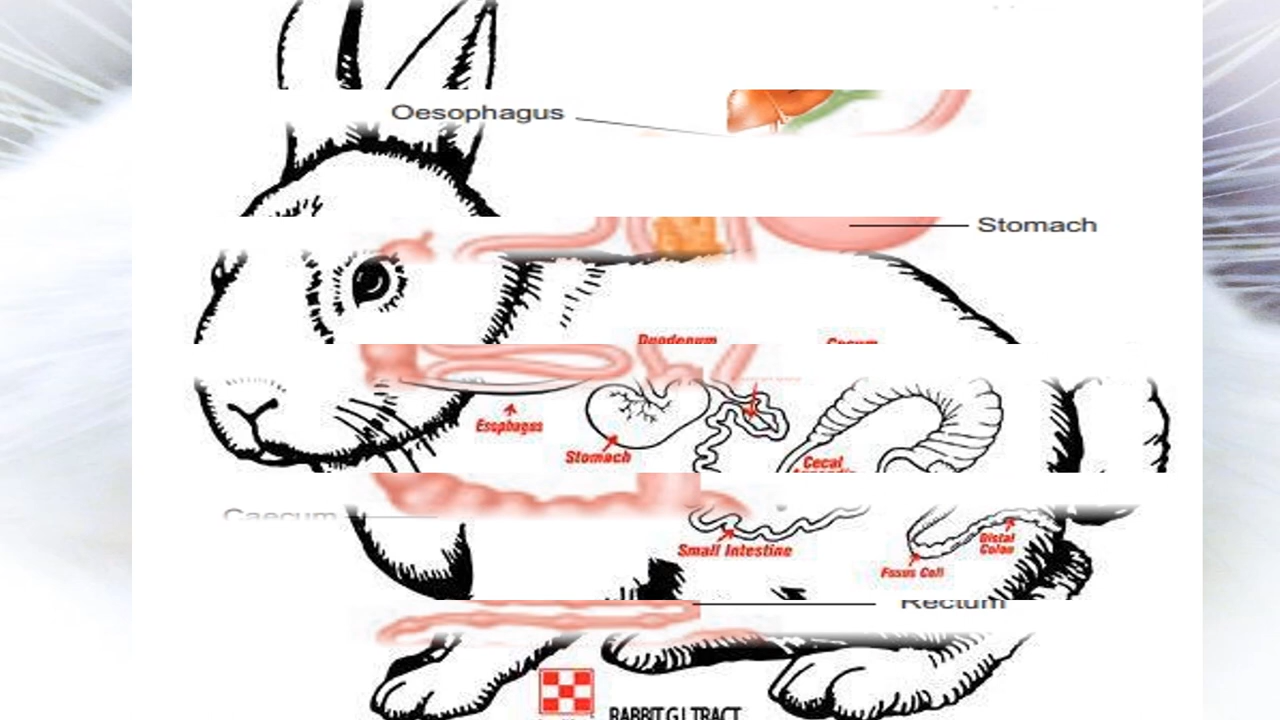 Oesophagus
Stomach
Duodenum
Cecum
Esophagus
Stomach
Cecal
Caecum
Small Intestine
Distal
Colon
Fusus Coli
Rectum
RABBIT G.I. TRACT